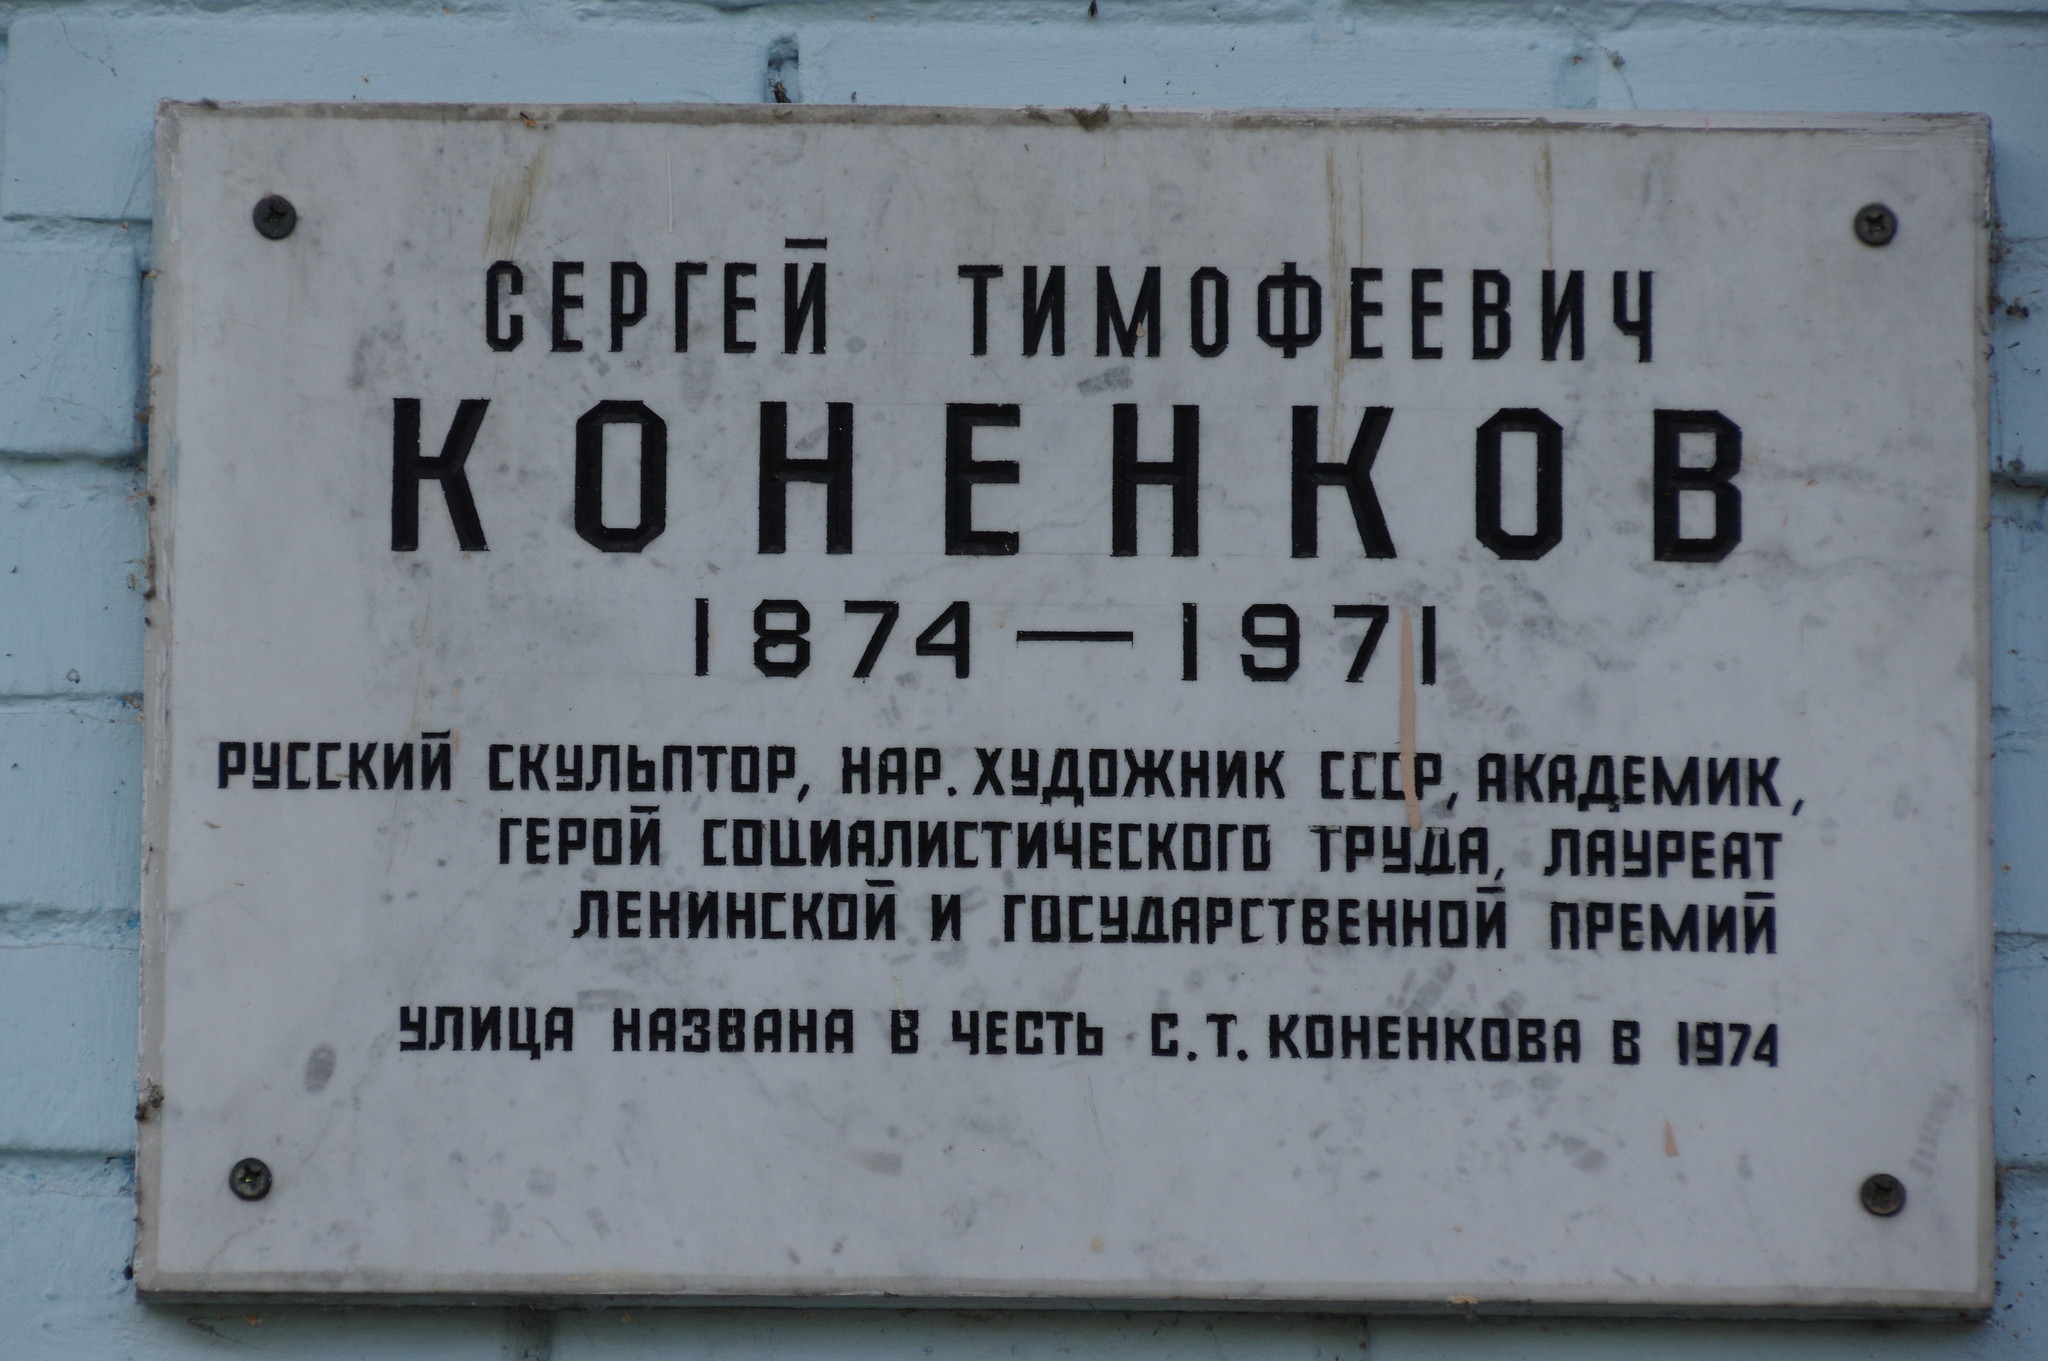 СЕРГЕЙ ТИМОФЕЕВИЧ
КОНЕНКОВ
1874—1971
РУССКИЙ СКУЛЬПТОР, НАР. ХУДОЖНИК СССР, АКАДЕМИК,
ГЕРОЙ СОЦИАЛИСТИЧЕСКОГО ТРУДА, ЛАУРЕАТ
ЛЕНИНСКОЙ И ГОСУДАРСТВЕННОЙ ПРЕМИЙ
УЛИЦА НАЗВАНА В ЧЕСТЬ С.Т. КОНЕНКОВА В 1974